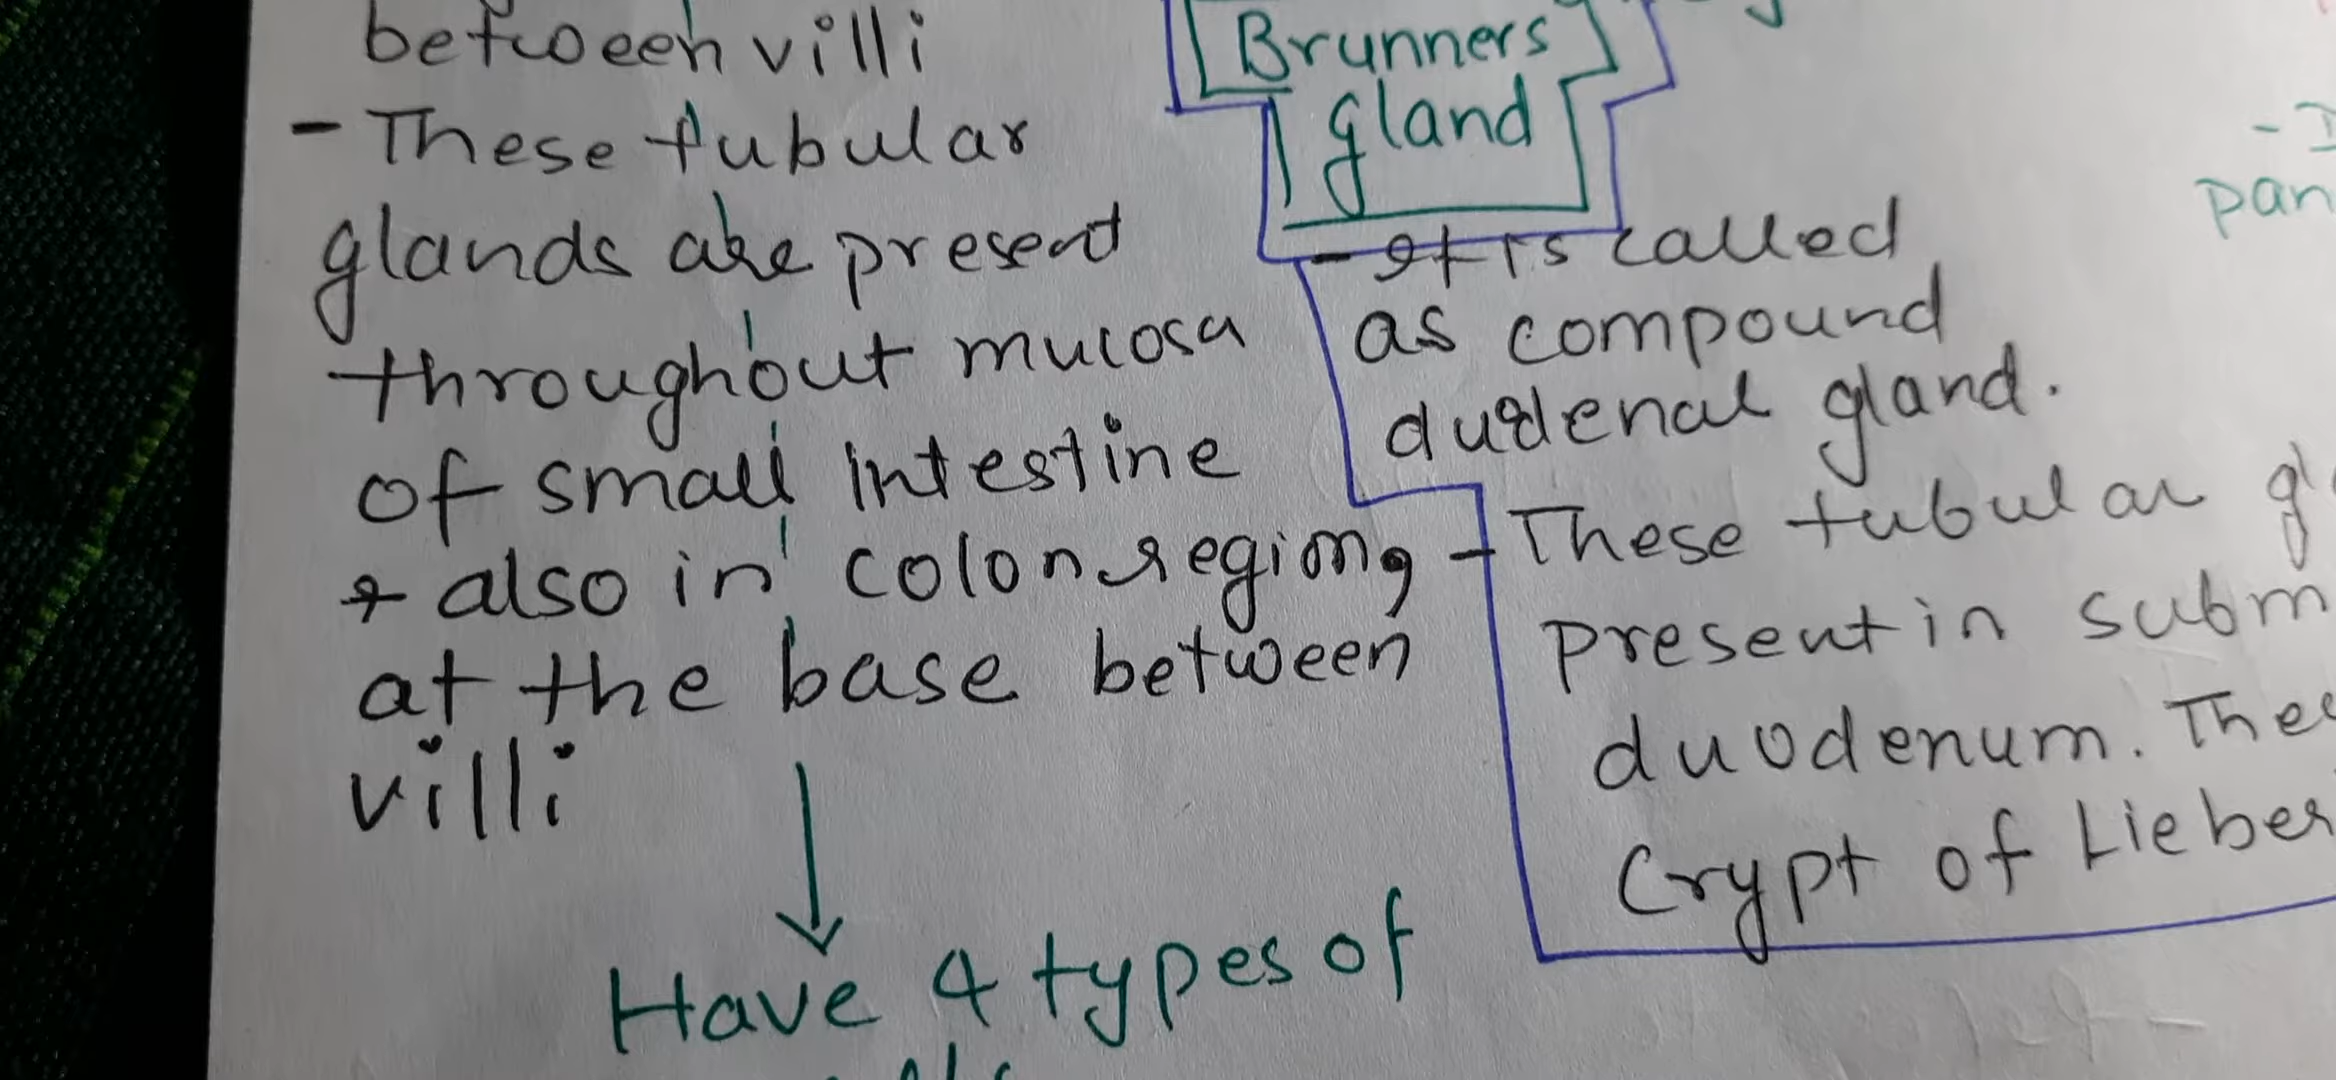 between villi
- These tubular
glands are present
throughout mucosa
of small intestine
& also in colon region,
at the base between
villi
Have 4 types of
Brunners
gland
- It is called
as compound
dudenal gland.
- These tubular
present in
duodenum.
Crypt of